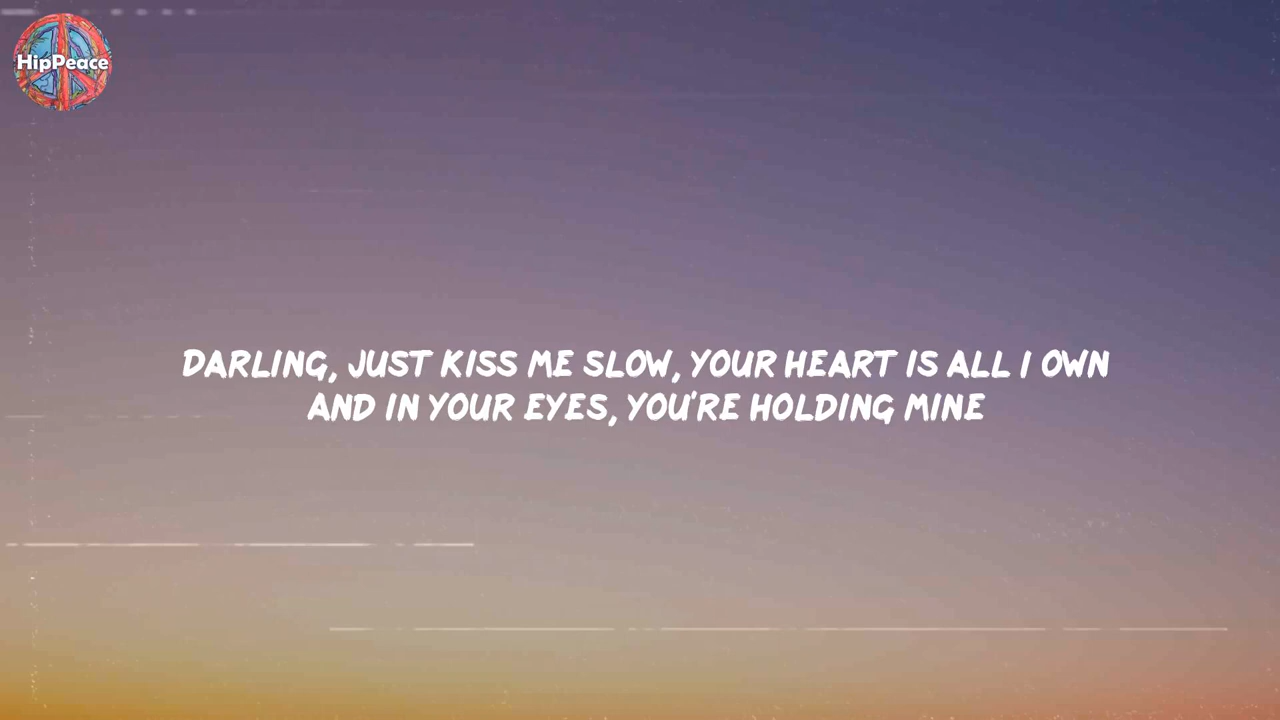 HipPeace
DARLING, JUST KISS ME SLOW, YOUR HEART IS ALL I OWN
AND IN YOUR EYES, YOU'RE HOLDING MINE